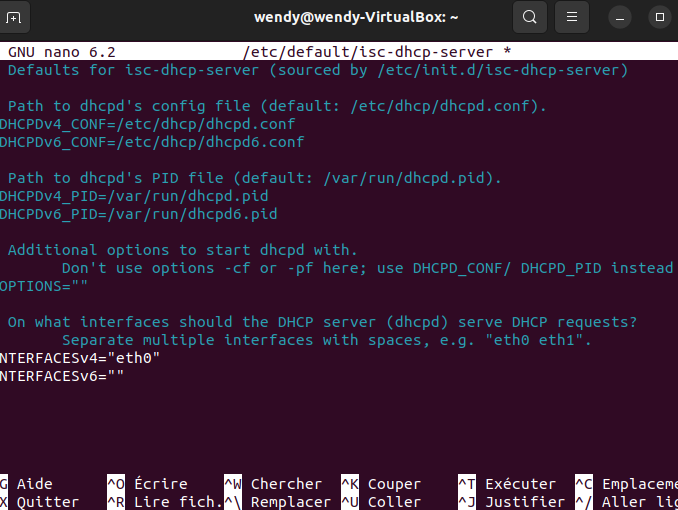 wendy@wendy-VirtualBox: ~
GNU nano 6.2 /etc/default/isc-dhcp-server *
Defaults for isc-dhcp-server (sourced by /etc/init.d/isc-dhcp-server)
Path to dhcpd's config file (default: /etc/dhcp/dhcpd.conf).
DHCPDv4_CONF=/etc/dhcp/dhcpd.conf
DHCPDv6_CONF=/etc/dhcp/dhcpd6.conf
Path to dhcpd's PID file (default: /var/run/dhcpd.pid).
DHCPDv4_PID=/var/run/dhcpd.pid
DHCPDv6_PID=/var/run/dhcpd6.pid
Additional options to start dhcpd with.
Don't use options -cf or -pf here; use DHCPD_CONF/ DHCPD_PID instead
OPTIONS=""
On what interfaces should the DHCP server (dhcpd) serve DHCP requests?
Separate multiple interfaces with spaces, e.g. "eth0 eth1".
NTERFACESv4="eth0"
NTERFACESv6=""
G Aide ^O Écrire ^W Chercher ^K Couper ^T Exécuter ^C Emplaceme
X Quitter ^R Lire fich. ^\ Remplacer ^U Coller ^J Justifier ^/ Aller lig